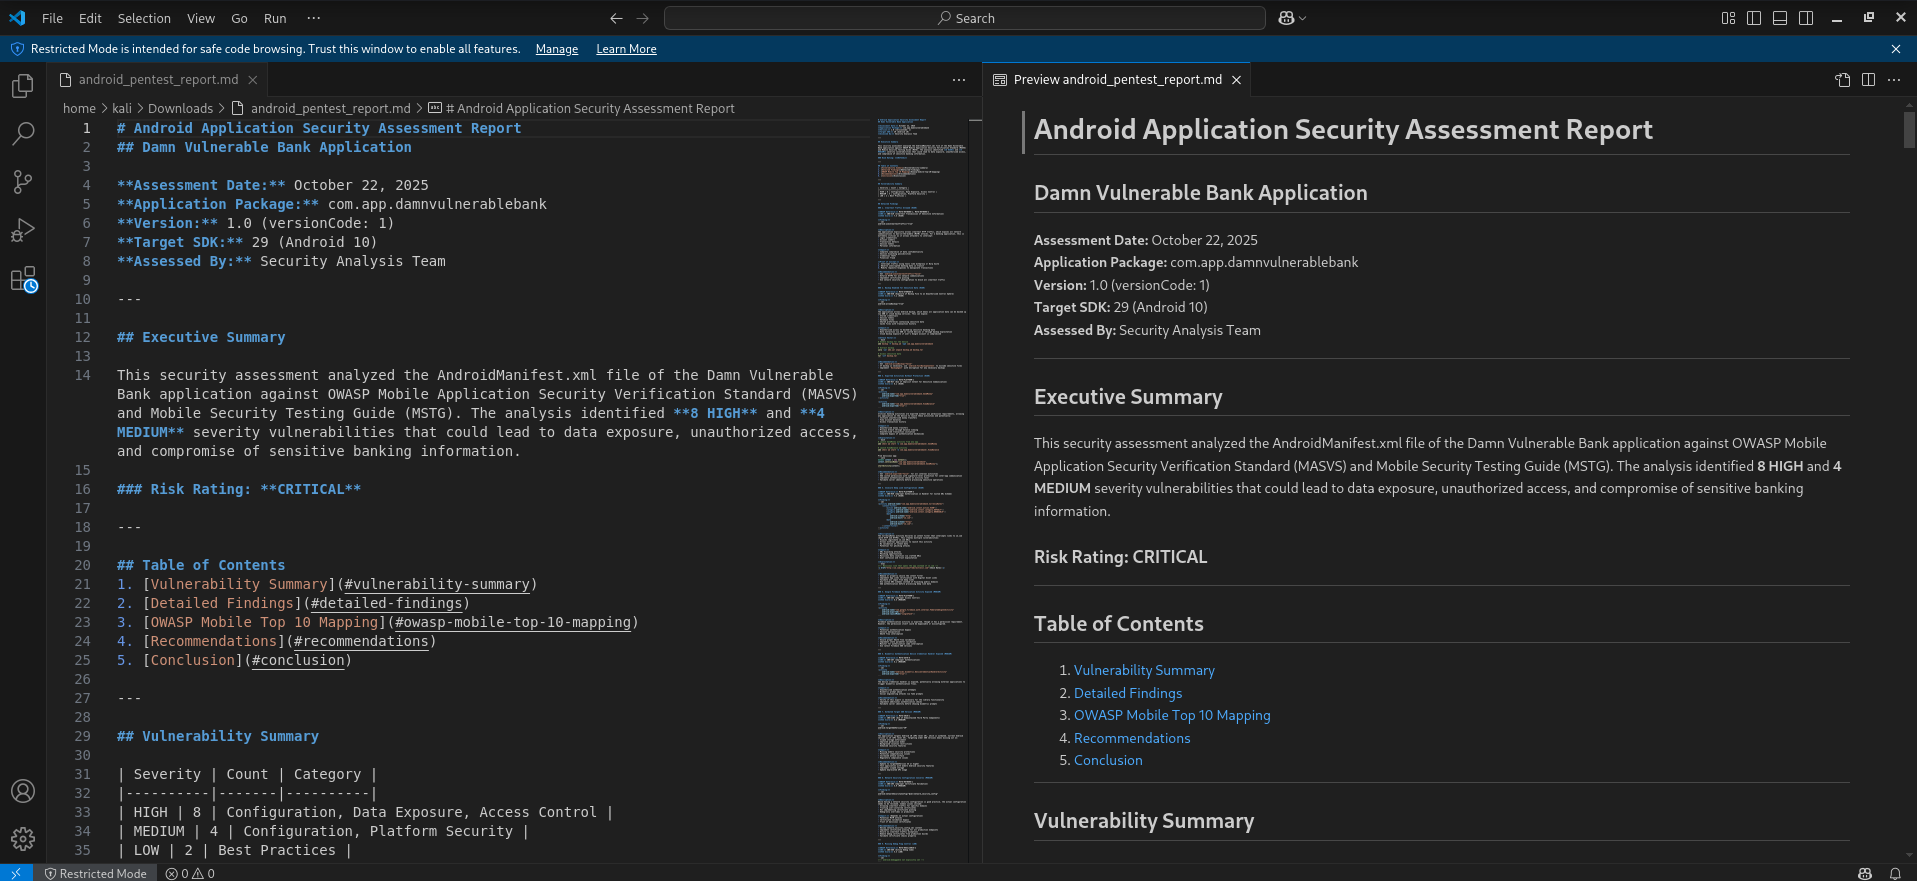 File Edit Selection View Go Run ···
Search
Restricted Mode is intended for safe code browsing. Trust this window to enable all features. Manage Learn More
android_pentest_report.md
home > kali > Downloads > android_pentest_report.md > # Android Application Security Assessment Report
1 # Android Application Security Assessment Report
2 ## Damn Vulnerable Bank Application
3
4 **Assessment Date:** October 22, 2025
5 **Application Package:** com.app.damnvulnerablebank
6 **Version:** 1.0 (versionCode: 1)
7 **Target SDK:** 29 (Android 10)
8 **Assessed By:** Security Analysis Team
9
10 ---
11
12 ## Executive Summary
13
14 This security assessment analyzed the AndroidManifest.xml file of the Damn Vulnerable
Bank application against OWASP Mobile Application Security Verification Standard (MASVS)
and Mobile Security Testing Guide (MSTG). The analysis identified **8 HIGH** and **4
MEDIUM** severity vulnerabilities that could lead to data exposure, unauthorized access,
and compromise of sensitive banking information.
15
16 ### Risk Rating: **CRITICAL**
17
18 ---
19
20 ## Table of Contents
21 1. [Vulnerability Summary](#vulnerability-summary)
22 2. [Detailed Findings](#detailed-findings)
23 3. [OWASP Mobile Top 10 Mapping](#owasp-mobile-top-10-mapping)
24 4. [Recommendations](#recommendations)
25 5. [Conclusion](#conclusion)
26
27 ---
28
29 ## Vulnerability Summary
30
31 | Severity | Count | Category |
32 |----------|-------|----------|
33 | HIGH | 8 | Configuration, Data Exposure, Access Control |
34 | MEDIUM | 4 | Configuration, Platform Security |
35 | LOW | 2 | Best Practices |
Preview android_pentest_report.md
Android Application Security Assessment Report
Damn Vulnerable Bank Application
Assessment Date: October 22, 2025
Application Package: com.app.damnvulnerablebank
Version: 1.0 (versionCode: 1)
Target SDK: 29 (Android 10)
Assessed By: Security Analysis Team
Executive Summary
This security assessment analyzed the AndroidManifest.xml file of the Damn Vulnerable Bank application against OWASP Mobile
Application Security Verification Standard (MASVS) and Mobile Security Testing Guide (MSTG). The analysis identified 8 HIGH and 4
MEDIUM severity vulnerabilities that could lead to data exposure, unauthorized access, and compromise of sensitive banking
information.
Risk Rating: CRITICAL
Table of Contents
1. Vulnerability Summary
2. Detailed Findings
3. OWASP Mobile Top 10 Mapping
4. Recommendations
5. Conclusion
Vulnerability Summary
Restricted Mode 0 0